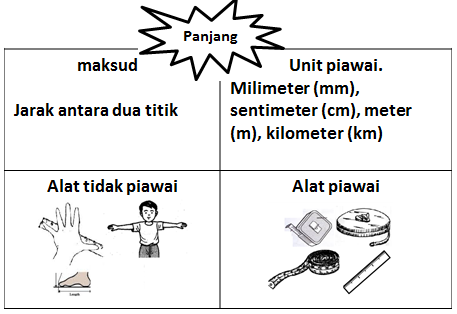 Panjang
maksud
Jarak antara dua titik
Unit piawai.
Milimeter (mm),
sentimeter (cm), meter
(m), kilometer (km)
Alat tidak piawai
Alat piawai